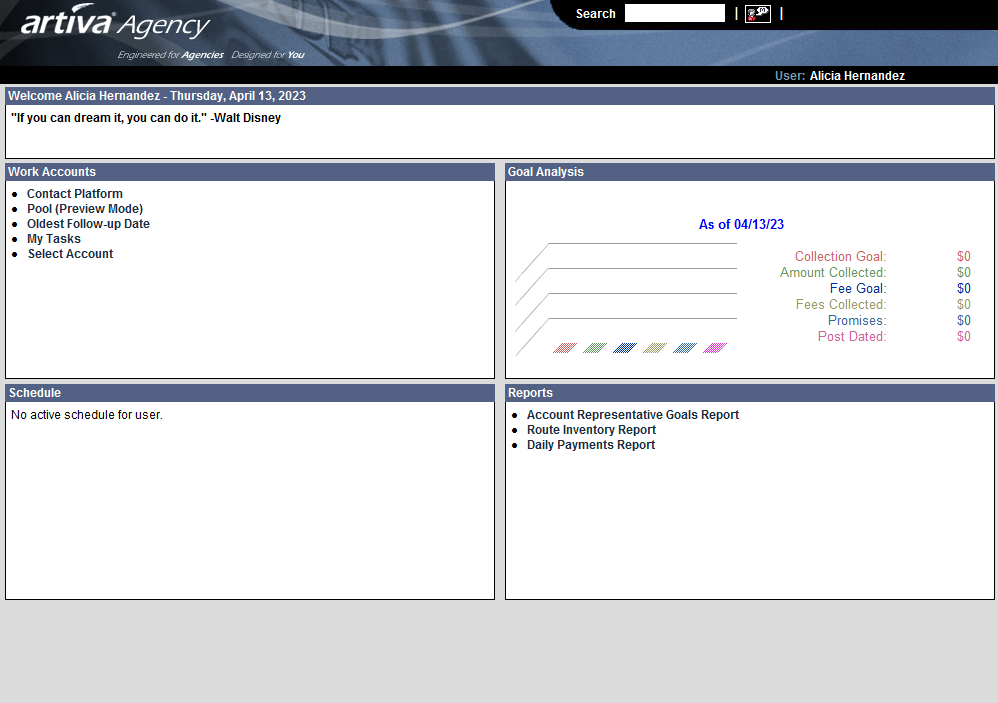 artiva® Agency
Engineered for Agencies Designed for You
Search
User: Alicia Hernandez
Welcome Alicia Hernandez - Thursday, April 13, 2023
"If you can dream it, you can do it." -Walt Disney
Work Accounts
Contact Platform
Pool (Preview Mode)
Oldest Follow-up Date
My Tasks
Select Account
Goal Analysis
As of 04/13/23
Collection Goal: $0
Amount Collected: $0
Fee Goal: $0
Fees Collected: $0
Promises: $0
Post Dated: $0
Schedule
No active schedule for user.
Reports
Account Representative Goals Report
Route Inventory Report
Daily Payments Report